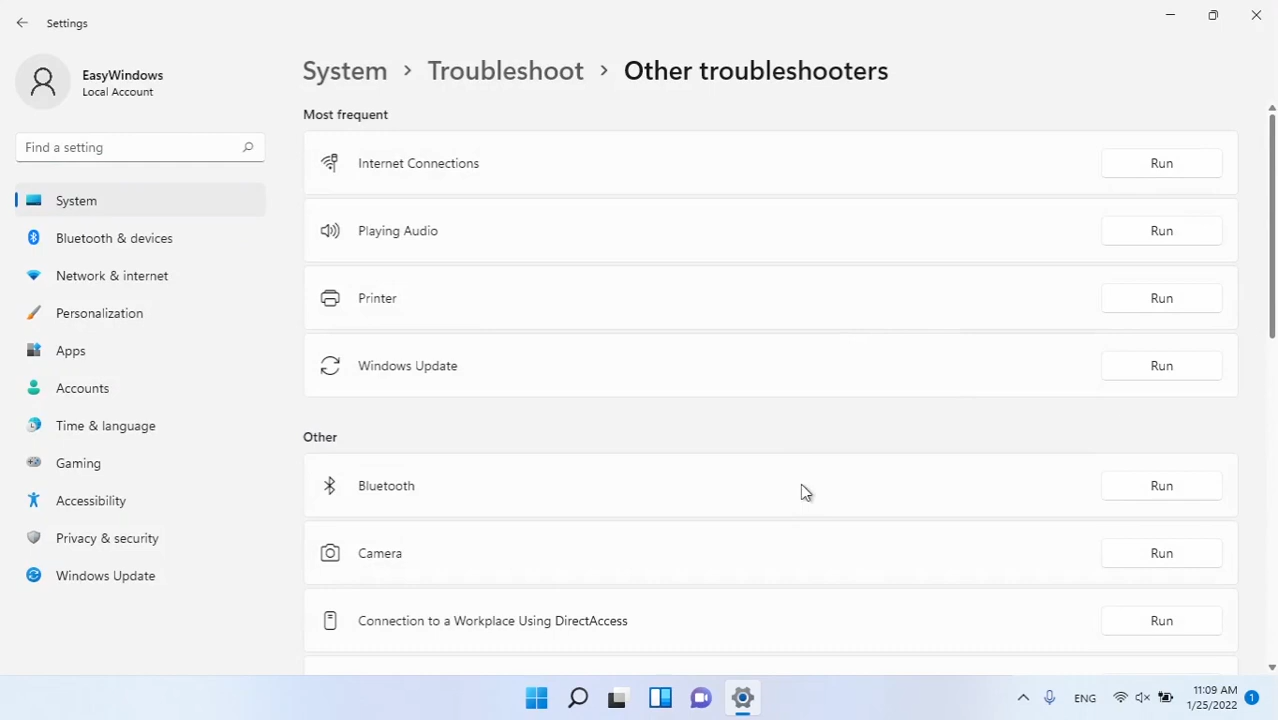 Settings
EasyWindows
Local Account
Find a setting
System
Bluetooth & devices
Network & internet
Personalization
Apps
Accounts
Time & language
Gaming
Accessibility
Privacy & security
Windows Update
System > Troubleshoot > Other troubleshooters
Most frequent
Internet Connections Run
Playing Audio Run
Printer Run
Windows Update Run
Other
Bluetooth Run
Camera Run
Connection to a Workplace Using DirectAccess Run
ENG
11:09 AM
1/25/2022
1